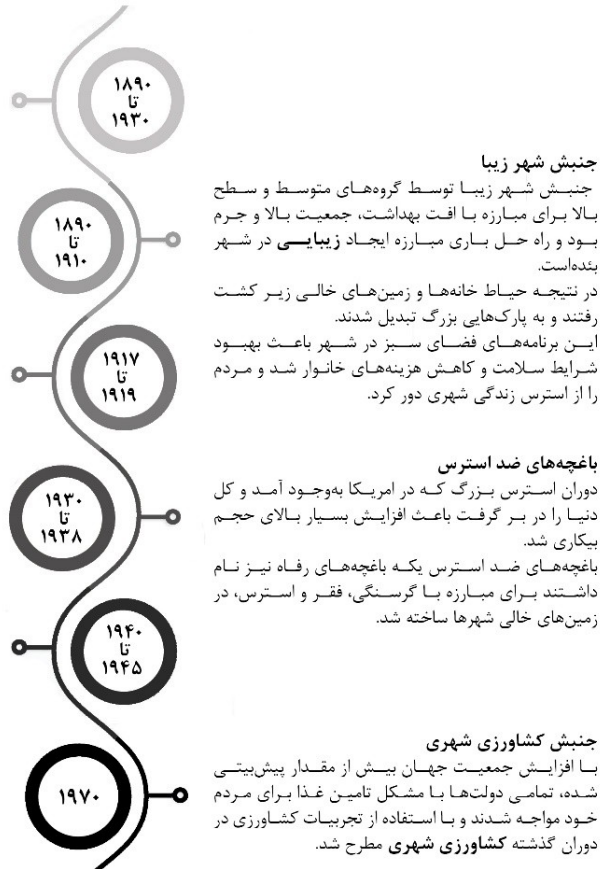 ۱۸۹۰
تا
۱۹۳۰
جنبش شهر زیبا
جنبش شهر زیبا توسط گروه‌های متوسط و سطح
بالا برای مبارزه با افت بهداشت، جمعیت بالا و جرم
بود و راه حل باری مبارزه ایجاد زیبایی در شهر
بئده‌است.
۱۸۹۰
تا
۱۹۱۰
در نتیجه حیاط خانه‌ها و زمین‌های خالی زیر کشت
رفتند و به پارک‌هایی بزرگ تبدیل شدند.
این برنامه‌های فضای سبز در شهر باعث بهبود
شرایط سلامت و کاهش هزینه‌های خانوار شد و مردم
را از استرس زندگی شهری دور کرد.
۱۹۱۷
تا
۱۹۱۹
باغچه‌های ضد استرس
دوران استرس بزرگ که در امریکا به‌وجود آمد و کل
دنیا را در بر گرفت باعث افزایش بسیار بالای حجم
بیکاری شد.
باغچه‌های ضد استرس یکه باغچه‌های رفاه نیز نام
داشتند برای مبارزه با گرسنگی، فقر و استرس، در
زمین‌های خالی شهرها ساخته شد.
۱۹۳۰
تا
۱۹۳۸
۱۹۴۰
تا
۱۹۴۵
جنبش کشاورزی شهری
با افزایش جمعیت جهان بیش از مقدار پیش‌بیتی
شده، تمامی دولت‌ها با مشکل تامین غذا برای مردم
خود مواجه شدند و با استفاده از تجربیات کشاورزی در
دوران گذشته کشاورزی شهری مطرح شد.
۱۹۷۰